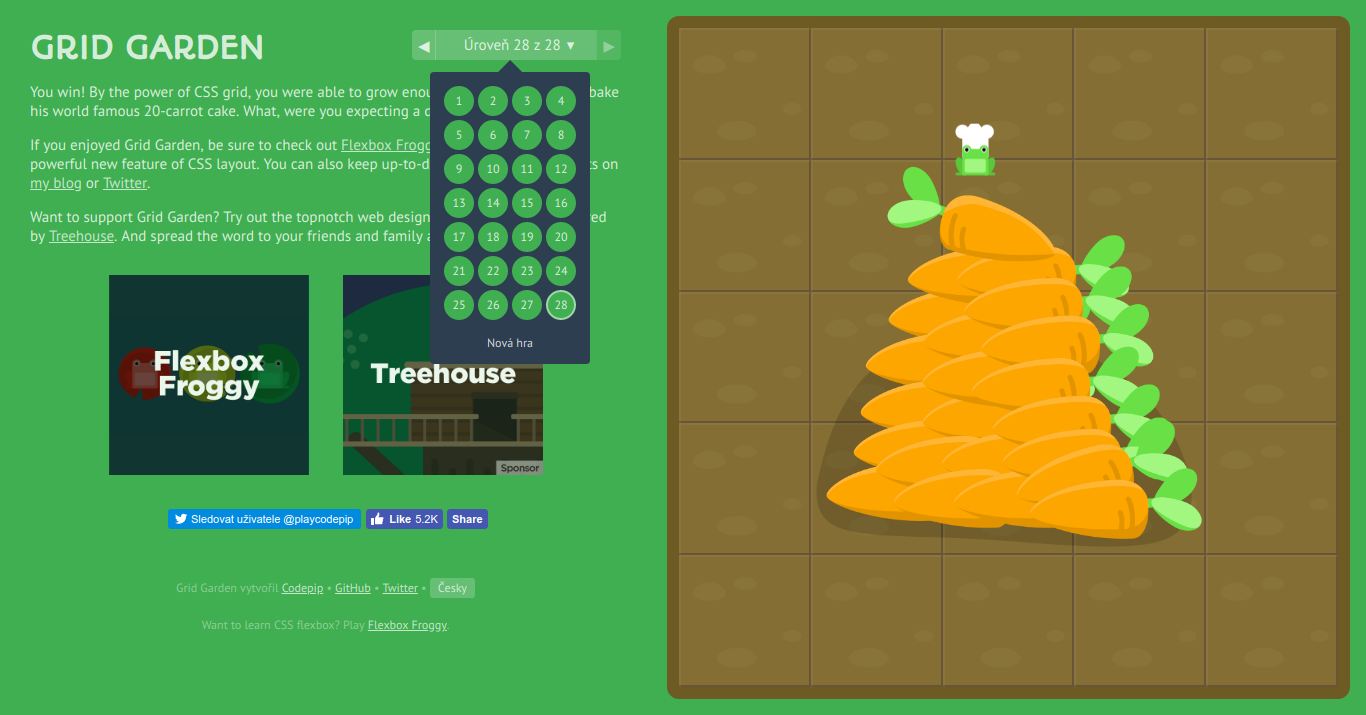 GRID GARDEN
◀ Úroveň 28 z 28 ▼ ▶
You win! By the power of CSS grid, you were able to grow enou bake
his world famous 20-carrot cake. What, were you expecting a
If you enjoyed Grid Garden, be sure to check out Flexbox Frogg
powerful new feature of CSS layout. You can also keep up-to-d ts on
my blog or Twitter.
Want to support Grid Garden? Try out the topnotch web design ed
by Treehouse. And spread the word to your friends and family
1 2 3 4
5 6 7 8
9 10 11 12
13 14 15 16
17 18 19 20
21 22 23 24
25 26 27 28
Nová hra
Flexbox
Froggy
Treehouse
Sponsor
Sledovat uživatele @playcodepip Like 5.2K Share
Grid Garden vytvořil Codepip • GitHub • Twitter • Česky
Want to learn CSS flexbox? Play Flexbox Froggy.